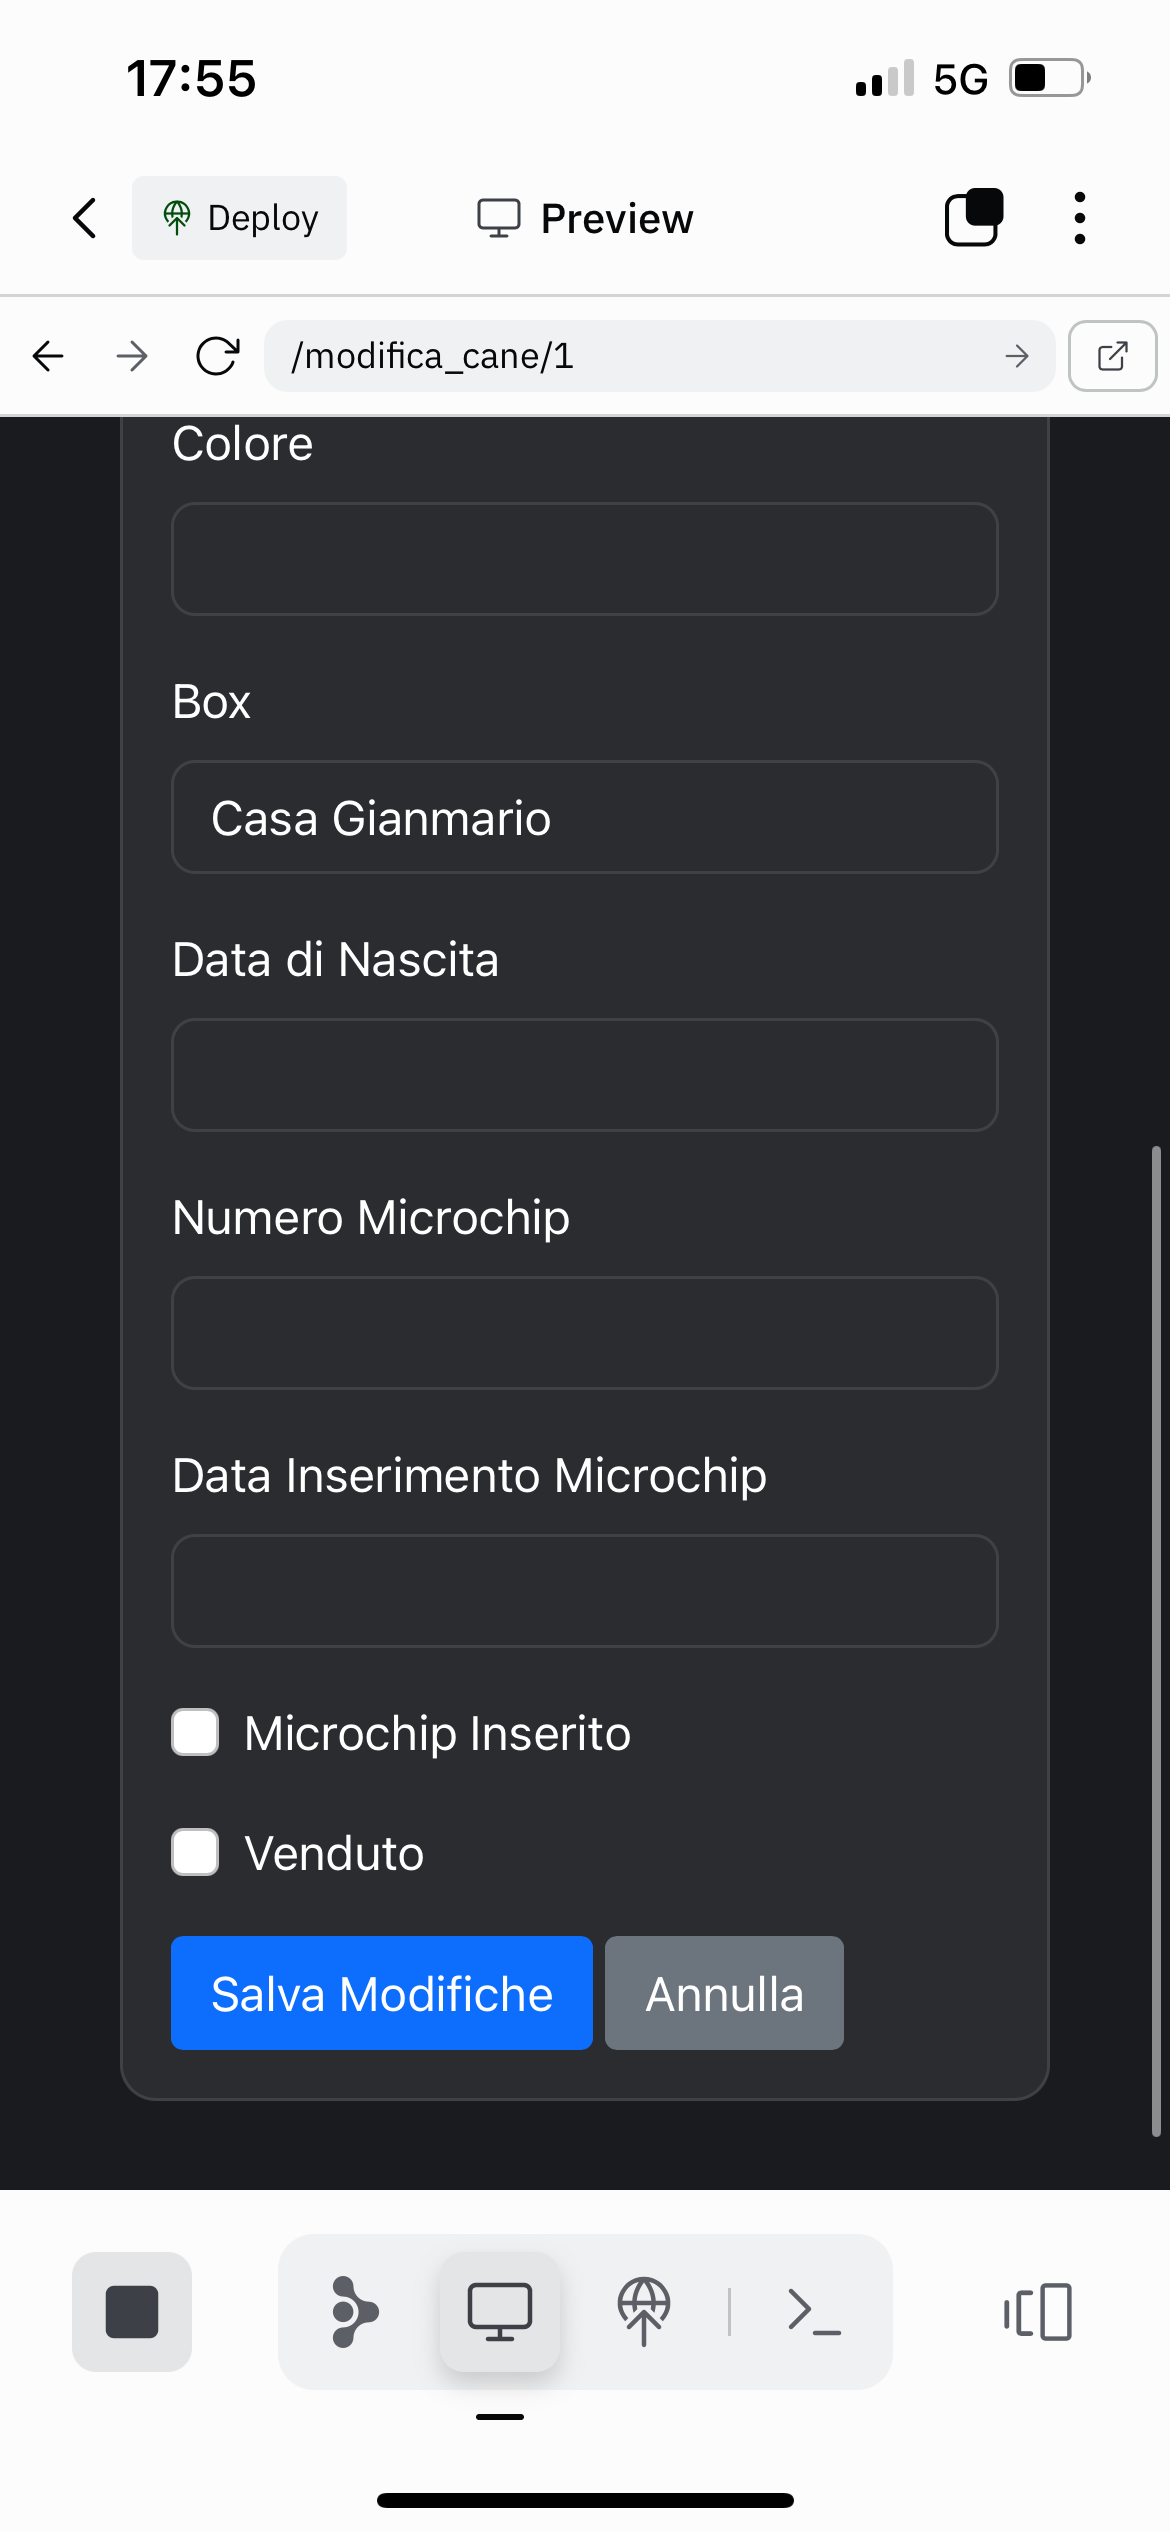 17:55
5G
Deploy
Preview
/modifica_cane/1
Colore
Box
Casa Gianmario
Data di Nascita
Numero Microchip
Data Inserimento Microchip
Microchip Inserito
Venduto
Salva Modifiche
Annulla